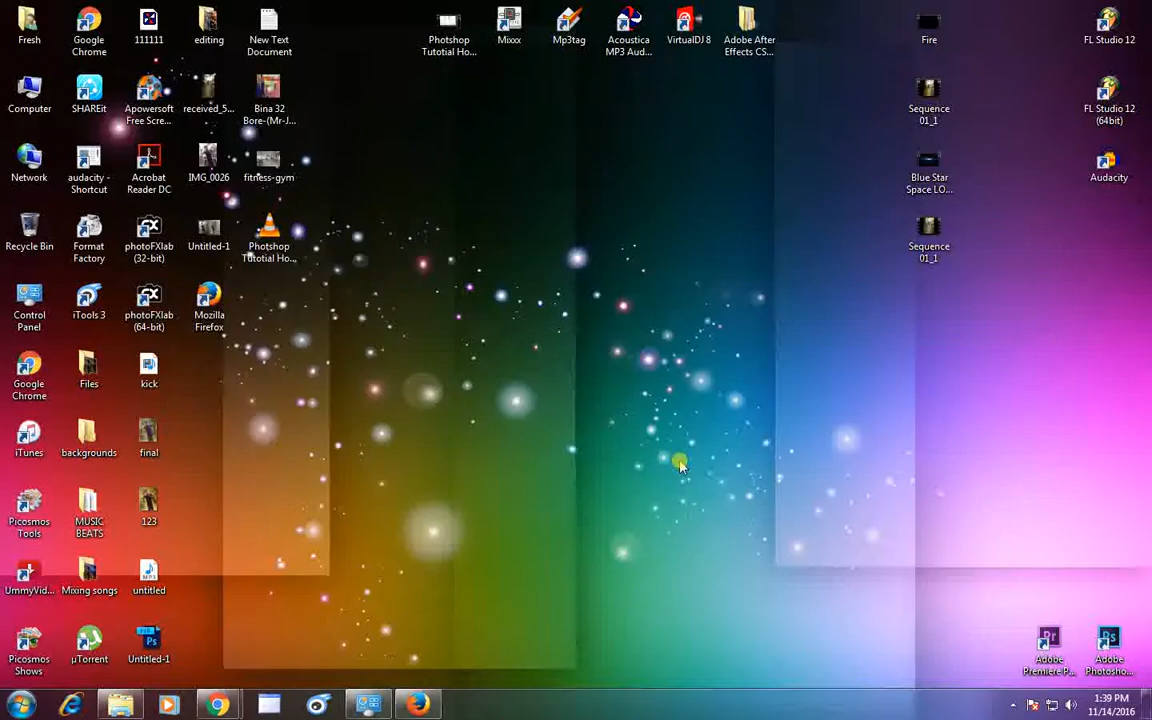 Fresh
Google
Chrome
111111
editing
New Text
Document
Photshop
Tututial Ho...
Mixxx
Mp3tag
Acoustica
MP3 Aud...
VirtualDJ 8
Adobe After
Effects CS...
Fire
FL Studio 12
Computer
SHAREit
Apowersoft
Free Scre...
received_5...
Bina 32
Bore-(Mr-J...
Sequence
01_1
FL Studio 12
(64bit)
Network
audacity -
Shortcut
Acrobat
Reader DC
IMG_0026
fitness-gym
Blue Star
Space LO...
Audacity
Recycle Bin
Format
Factory
photoFXlab
(32-bit)
Untitled-1
Photshop
Tututial Ho...
Sequence
01_1
Control
Panel
iTools 3
photoFXlab
(64-bit)
Mozilla
Firefox
Google
Chrome
Files
kick
iTunes
backgrounds
final
Picosmos
Tools
MUSIC
BEATS
123
UmmyVid...
Mixing songs
untitled
Picosmos
Shows
µTorrent
Untitled-1
Adobe
Premiere P...
Adobe
Photosho...
1:39 PM
11/14/2016